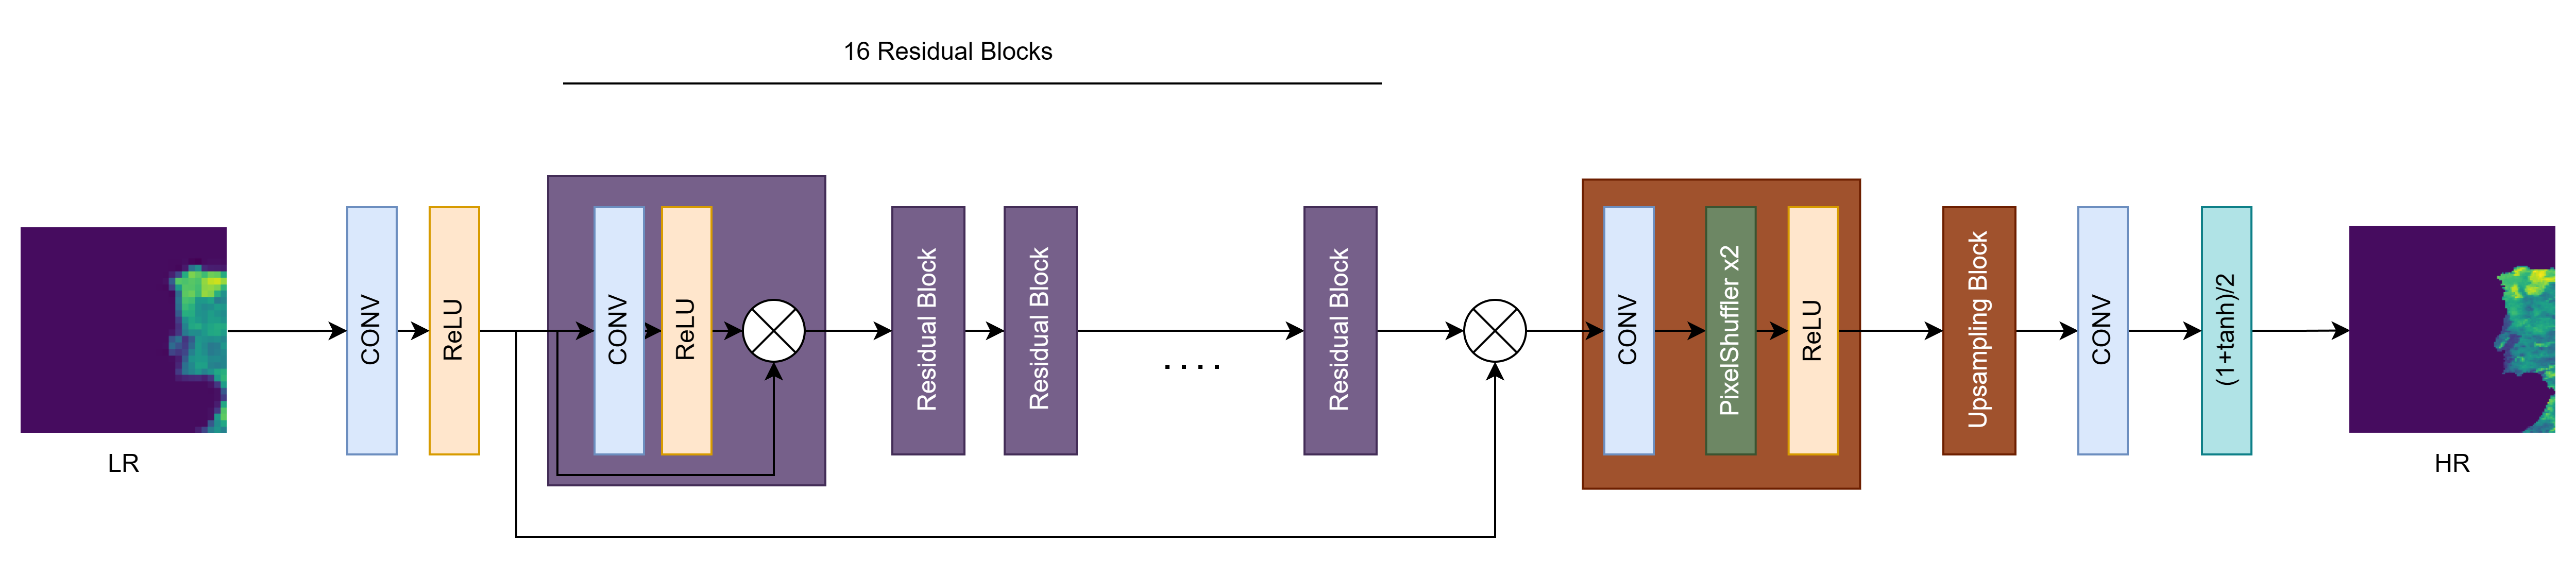 16 Residual Blocks
LR
CONV
ReLU
CONV
ReLU
Residual Block
Residual Block
. . . .
Residual Block
CONV
PixelShuffler x2
ReLU
Upsampling Block
CONV
(1+tanh)/2
HR